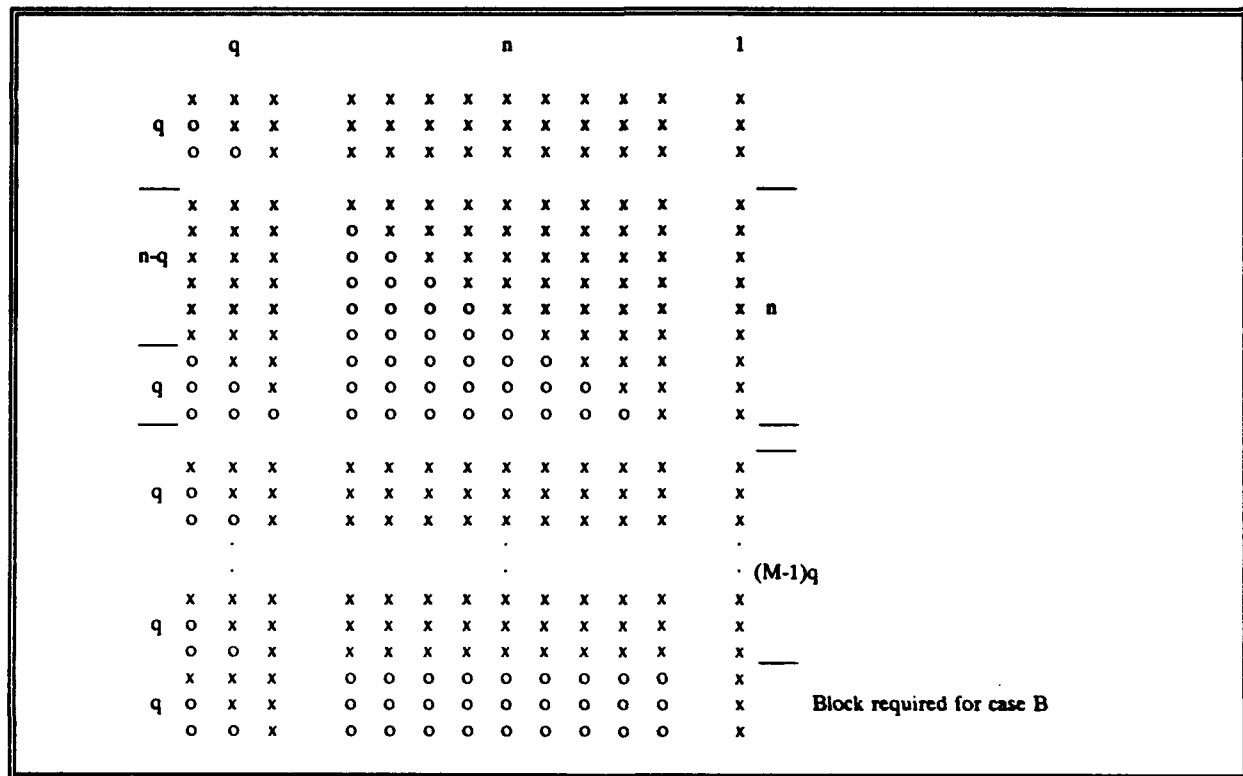 q n 1
x x x x x x x x x x x x x
q o x x x x x x x x x x x x
o o x x x x x x x x x x x
x x x x x x x x x x x x x
x x x o x x x x x x x x x
n-q x x x o o x x x x x x x x
x x x o o o x x x x x x x
x x x o o o o x x x x x x n
x x x o o o o o x x x x x
o x x o o o o o o x x x x
q o o x o o o o o o o x x x
o o o o o o o o o o o x x
x x x x x x x x x x x x x
q o x x x x x x x x x x x x
o o x x x x x x x x x x x
. . .
. . . (M-1)q
x x x x x x x x x x x x x
q o x x x x x x x x x x x x
o o x x x x x x x x x x x
x x x o o o o o o o o o x
q o x x o o o o o o o o o x Block required for case B
o o x o o o o o o o o o x